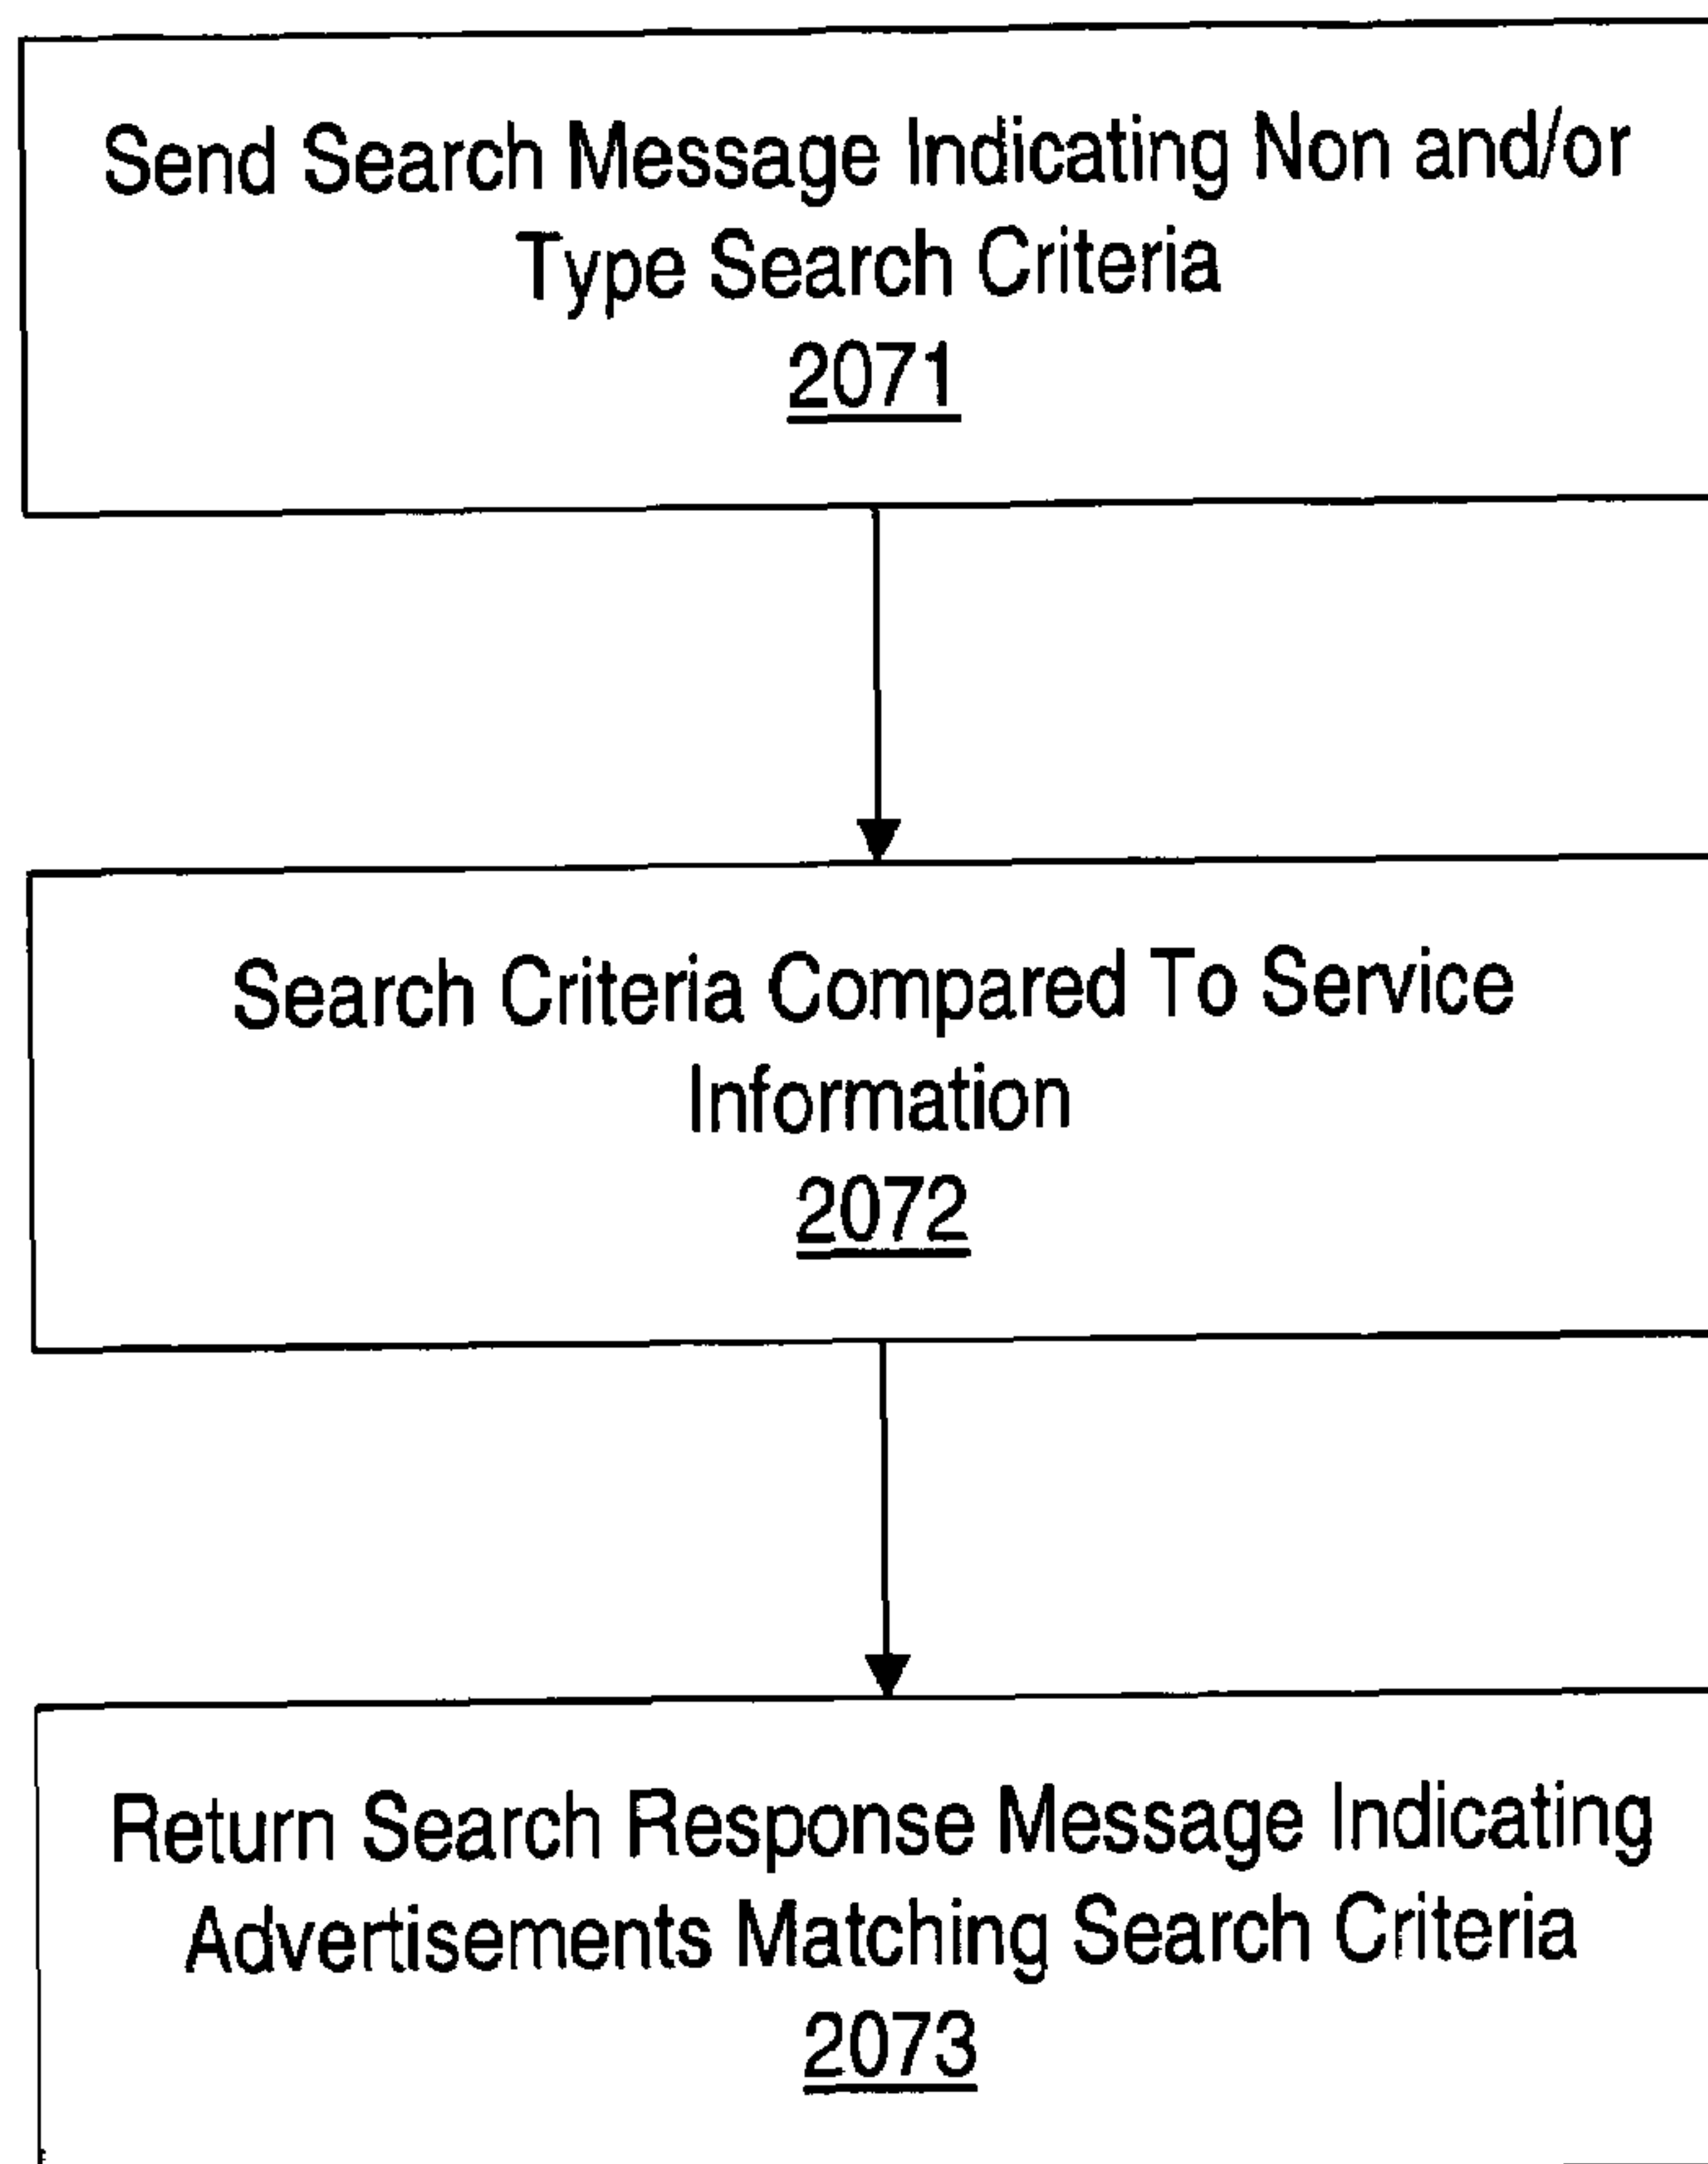 Send Search Message Indicating Non and/or
Type Search Criteria
2071
Search Criteria Compared To Service
Information
2072
Return Search Response Message Indicating
Advertisements Matching Search Criteria
2073